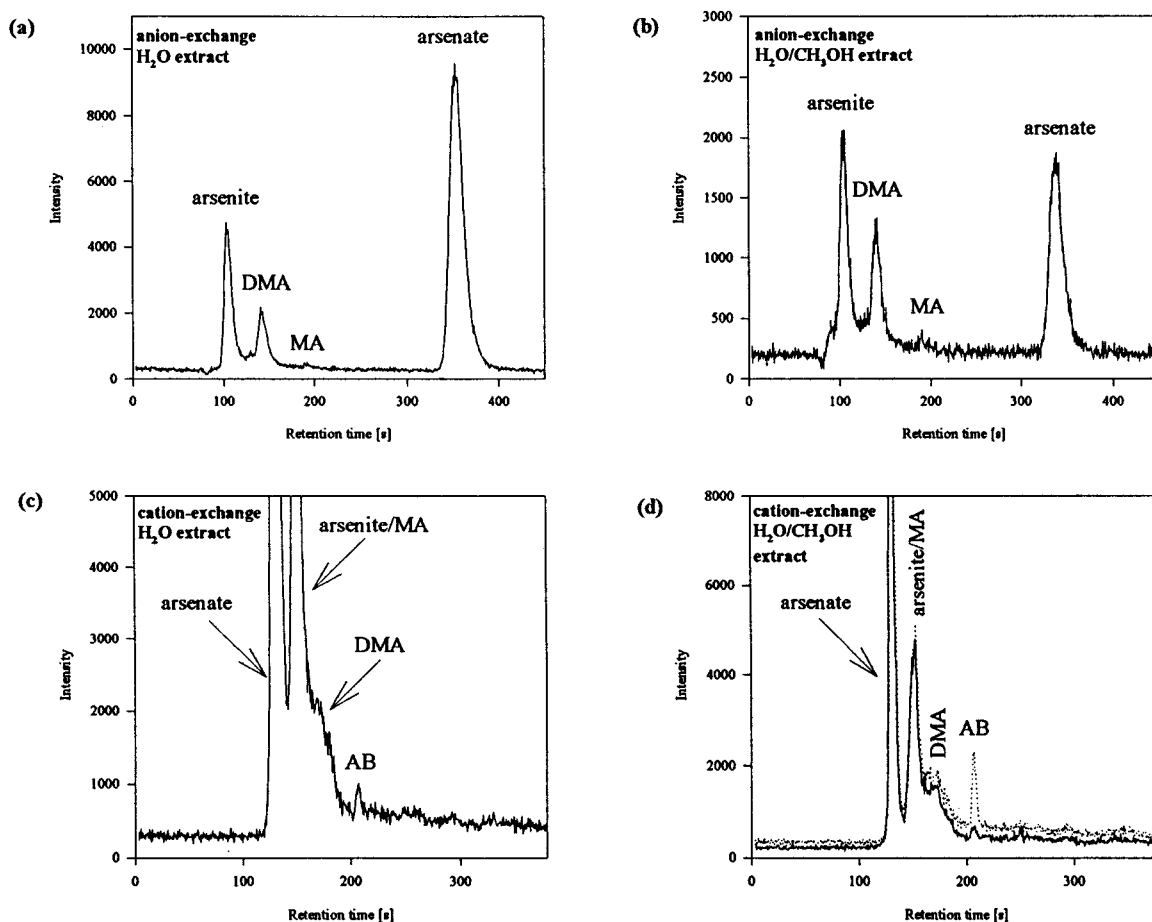 (a)
anion-exchange
H₂O extract
arsenate
arsenite
DMA
MA
Intensity
10000
8000
6000
4000
2000
0
0 100 200 300 400
Retention time [s]
(b)
anion-exchange
H₂O/CH₃OH extract
arsenite
DMA
MA
arsenate
Intensity
3000
2500
2000
1500
1000
500
0
0 100 200 300 400
Retention time [s]
(c)
cation-exchange
H₂O extract
arsenite/MA
arsenate
DMA
AB
Intensity
5000
4000
3000
2000
1000
0
0 100 200 300
Retention time [s]
(d)
cation-exchange
H₂O/CH₃OH
extract
arsenate
arsenite/MA
DMA
AB
Intensity
8000
6000
4000
2000
0
0 100 200 300
Retention time [s]